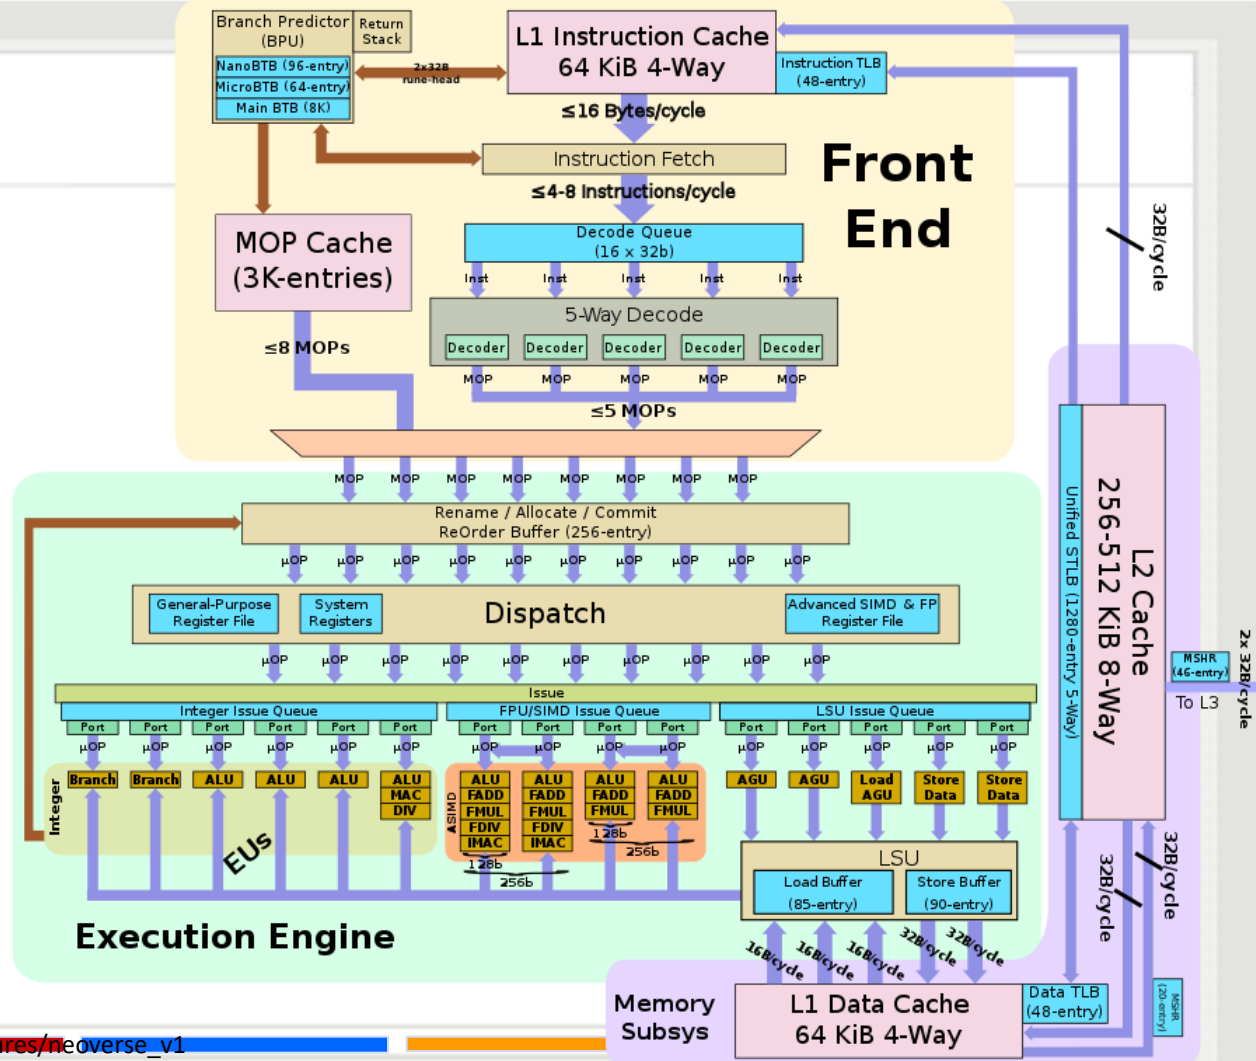 Branch Predictor
(BPU)
Return
Stack
NanoBTB (96-entry)
MicroBTB (64-entry)
Main BTB (8K)
2x32B
rune-head
L1 Instruction Cache
64 KiB 4-Way
Instruction TLB
(48-entry)
≤16 Bytes/cycle
Instruction Fetch
≤4-8 Instructions/cycle
Front
End
MOP Cache
(3K-entries)
Decode Queue
(16 x 32b)
Inst Inst Inst Inst Inst
5-Way Decode
Decoder Decoder Decoder Decoder Decoder
MOP MOP MOP MOP MOP
≤8 MOPs
≤5 MOPs
32B/cycle
MOP MOP MOP MOP MOP MOP MOP MOP
Rename / Allocate / Commit
ReOrder Buffer (256-entry)
μOP μOP μOP μOP μOP μOP μOP μOP μOP μOP
Dispatch
General-Purpose
Register File
System
Registers
Advanced SIMD & FP
Register File
μOP μOP μOP μOP μOP μOP μOP μOP μOP μOP
Issue
Integer Issue Queue
FPU/SIMD Issue Queue
LSU Issue Queue
Port Port Port Port Port Port Port Port Port Port Port Port Port Port Port
μOP μOP μOP μOP μOP μOP μOP μOP μOP μOP μOP μOP μOP μOP μOP
Integer
Branch
Branch
ALU
ALU
ALU
ALU
MAC
DIV
EUs
ASIMD
ALU
FADD
FMUL
FDIV
IMAC
ALU
FADD
FMUL
FDIV
IMAC
ALU
FADD
FMUL
ALU
FADD
FMUL
128b
256b
128b
256b
AGU
AGU
Load
AGU
Store
Data
Store
Data
LSU
Load Buffer
(85-entry)
Store Buffer
(90-entry)
Execution Engine
16B/cycle
16B/cycle
16B/cycle
32B/cycle
32B/cycle
Unified STLB (1280-entry 5-Way)
L2 Cache
256-512 KiB 8-Way
MSHR
(46-entry)
To L3
2x 32B/cycle
32B/cycle
32B/cycle
Memory
Subsys
L1 Data Cache
64 KiB 4-Way
Data TLB
(48-entry)
MSHR
(20-entry)
res/neoverse_v1